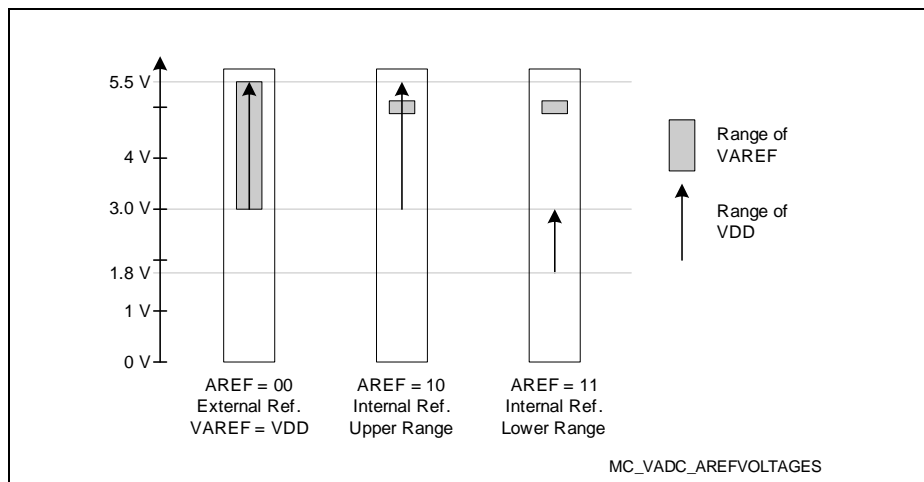 5.5 V
4 V
3.0 V
1.8 V
1 V
0 V
AREF = 00
External Ref.
VAREF = VDD
AREF = 10
Internal Ref.
Upper Range
AREF = 11
Internal Ref.
Lower Range
Range of
VAREF
Range of
VDD
MC_VADC_AREFVOLTAGES